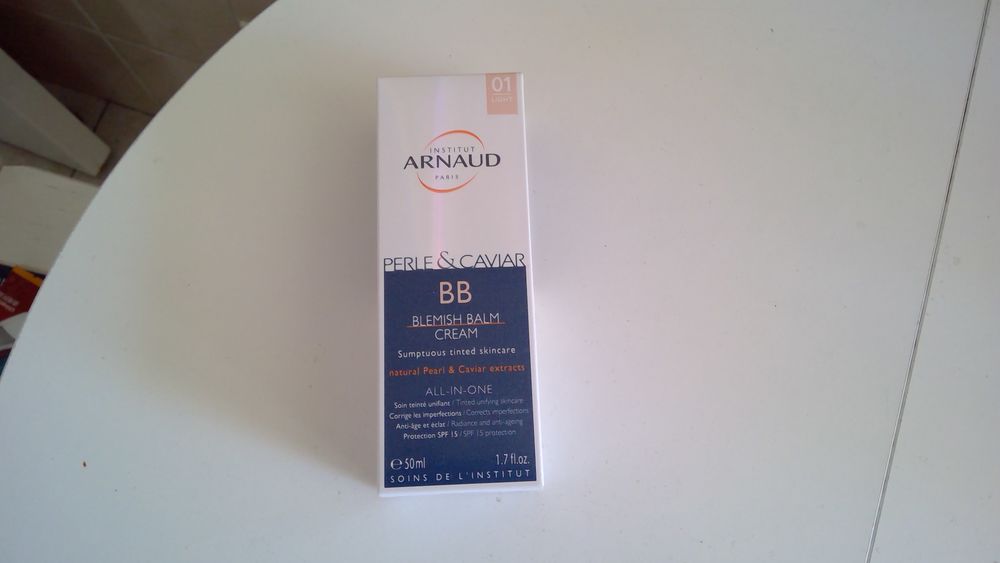 01
LIGHT
INSTITUT
ARNAUD
PARIS
PERLE & CAVIAR
BB
BLEMISH BALM
CREAM
Sumptuous tinted skincare
natural Pearl & Caviar extracts
ALL-IN-ONE
Soin teinté unifiant / Tinted unifying skincare
Corrige les imperfections / Corrects imperfections
Anti-âge et éclat / Radiance and anti-ageing
Protection SPF 15 / SPF 15 protection
℮ 50ml 1.7 fl.oz.
SOINS DE L'INSTITUT